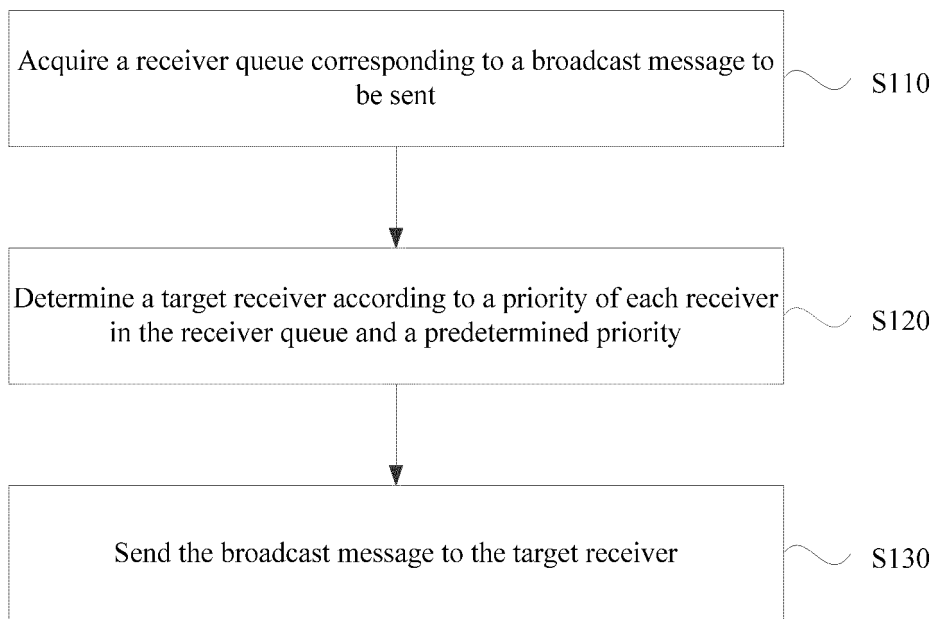 Acquire a receiver queue corresponding to a broadcast message to
be sent
S110
Determine a target receiver according to a priority of each receiver
in the receiver queue and a predetermined priority
S120
Send the broadcast message to the target receiver
S130